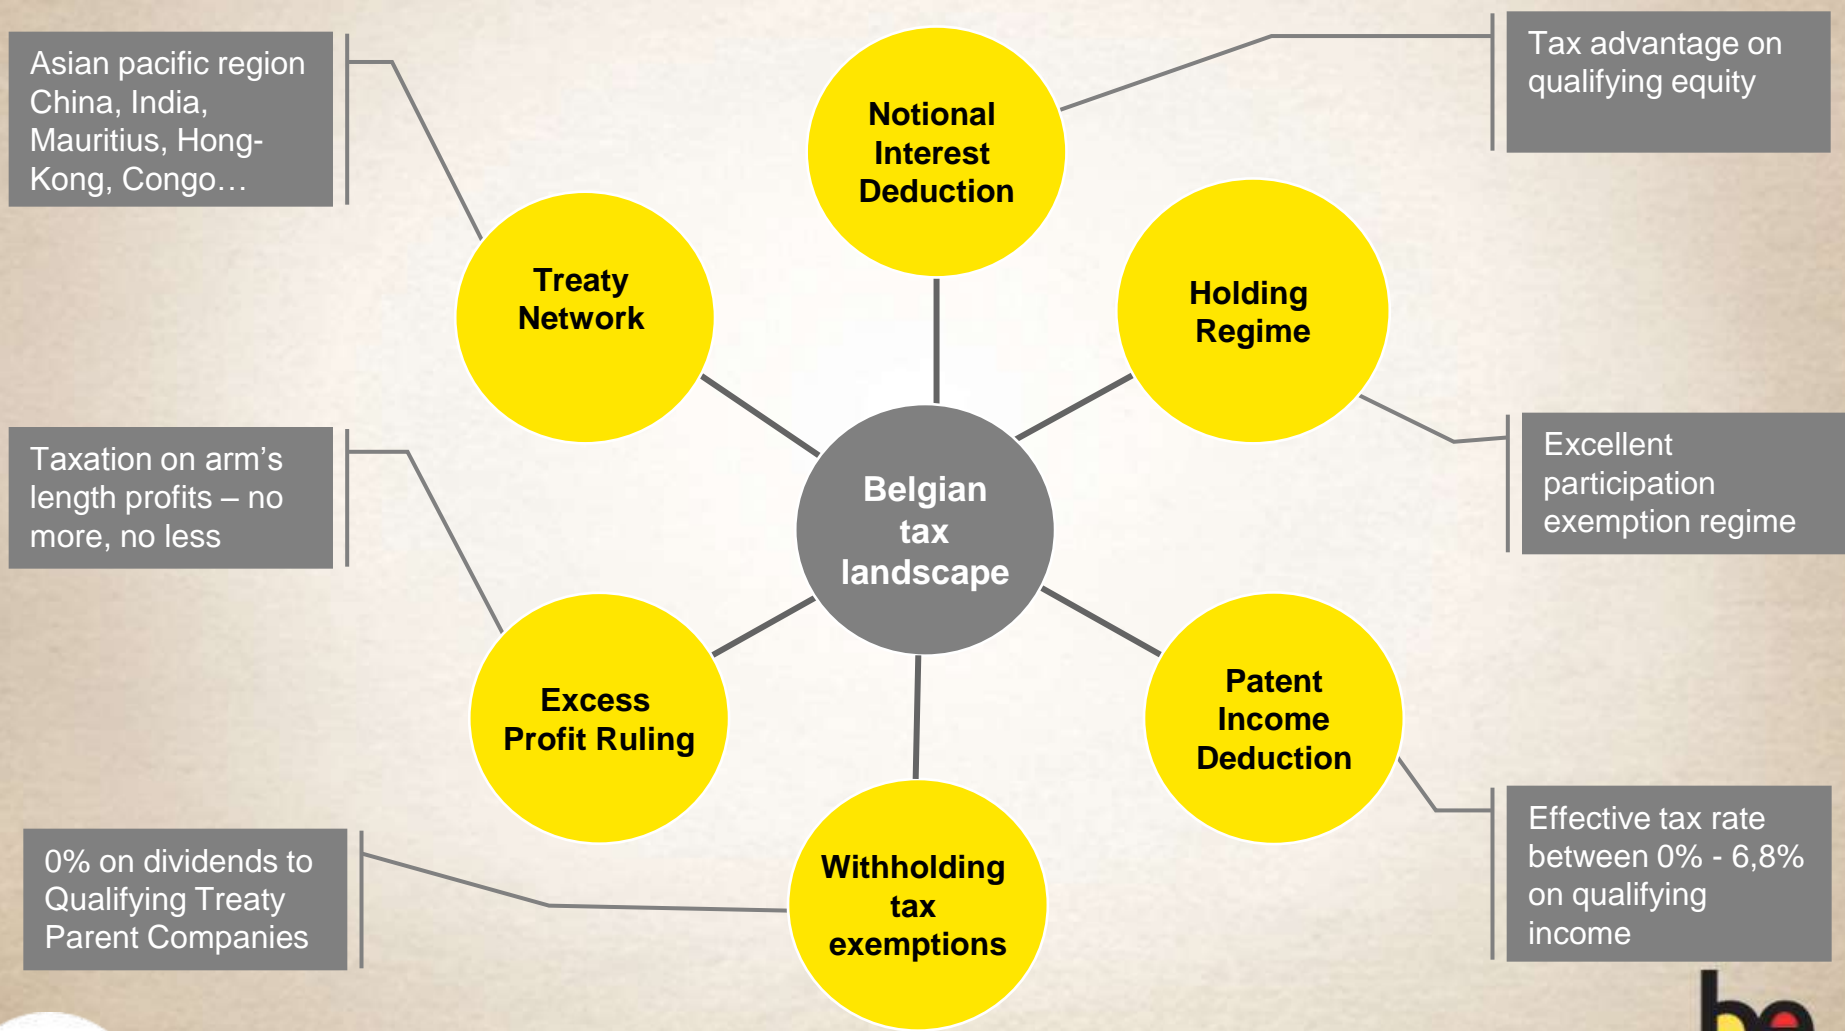 Asian pacific region
China, India,
Mauritius, Hong-
Kong, Congo…
Notional
Interest
Deduction
Tax advantage on
qualifying equity
Treaty
Network
Holding
Regime
Taxation on arm’s
length profits – no
more, no less
Belgian
tax
landscape
Excellent
participation
exemption regime
Excess
Profit Ruling
Patent
Income
Deduction
0% on dividends to
Qualifying Treaty
Parent Companies
Withholding
tax
exemptions
Effective tax rate
between 0% - 6,8%
on qualifying
income
be